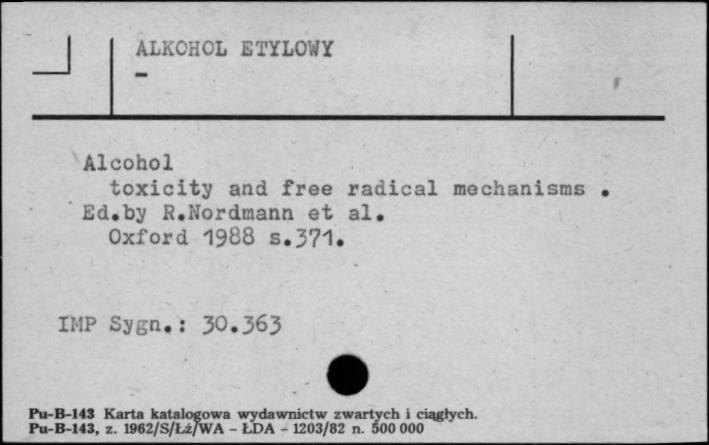 ALKOHOL ETYLOWY
-
Alcohol
toxicity and free radical mechanisms .
Ed.by R.Nordmann et al.
Oxford 1988 s.371.
IMP Sygn.: 30.363
Pu-B-143 Karta katalogowa wydawnictw zwartych i ciągłych.
Pu-B-143, z. 1962/S/Łż/WA – ŁDA – 1203/82 n. 500 000